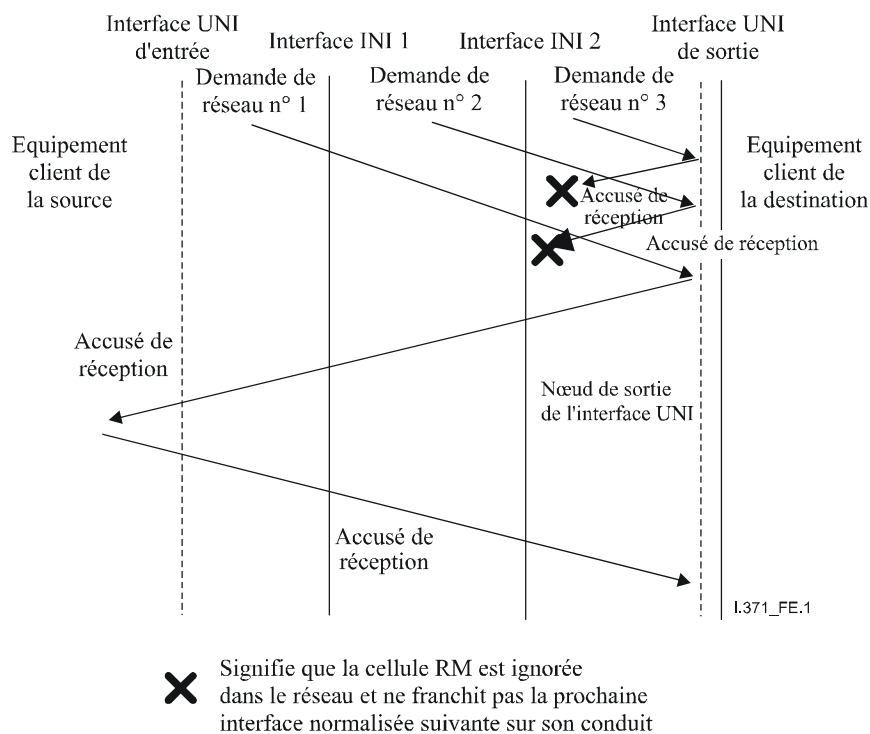 Interface UNI
d'entrée
Interface INI 1
Interface INI 2
Interface UNI
de sortie
Demande de
réseau n° 1
Demande de
réseau n° 2
Demande de
réseau n° 3
Equipement
client de
la source
Equipement
client de
la destination
Accusé de
réception
Accusé de réception
Accusé de
réception
Nœud de sortie
de l'interface UNI
Accusé de
réception
I.371_FE.1
Signifie que la cellule RM est ignorée
dans le réseau et ne franchit pas la prochaine
interface normalisée suivante sur son conduit